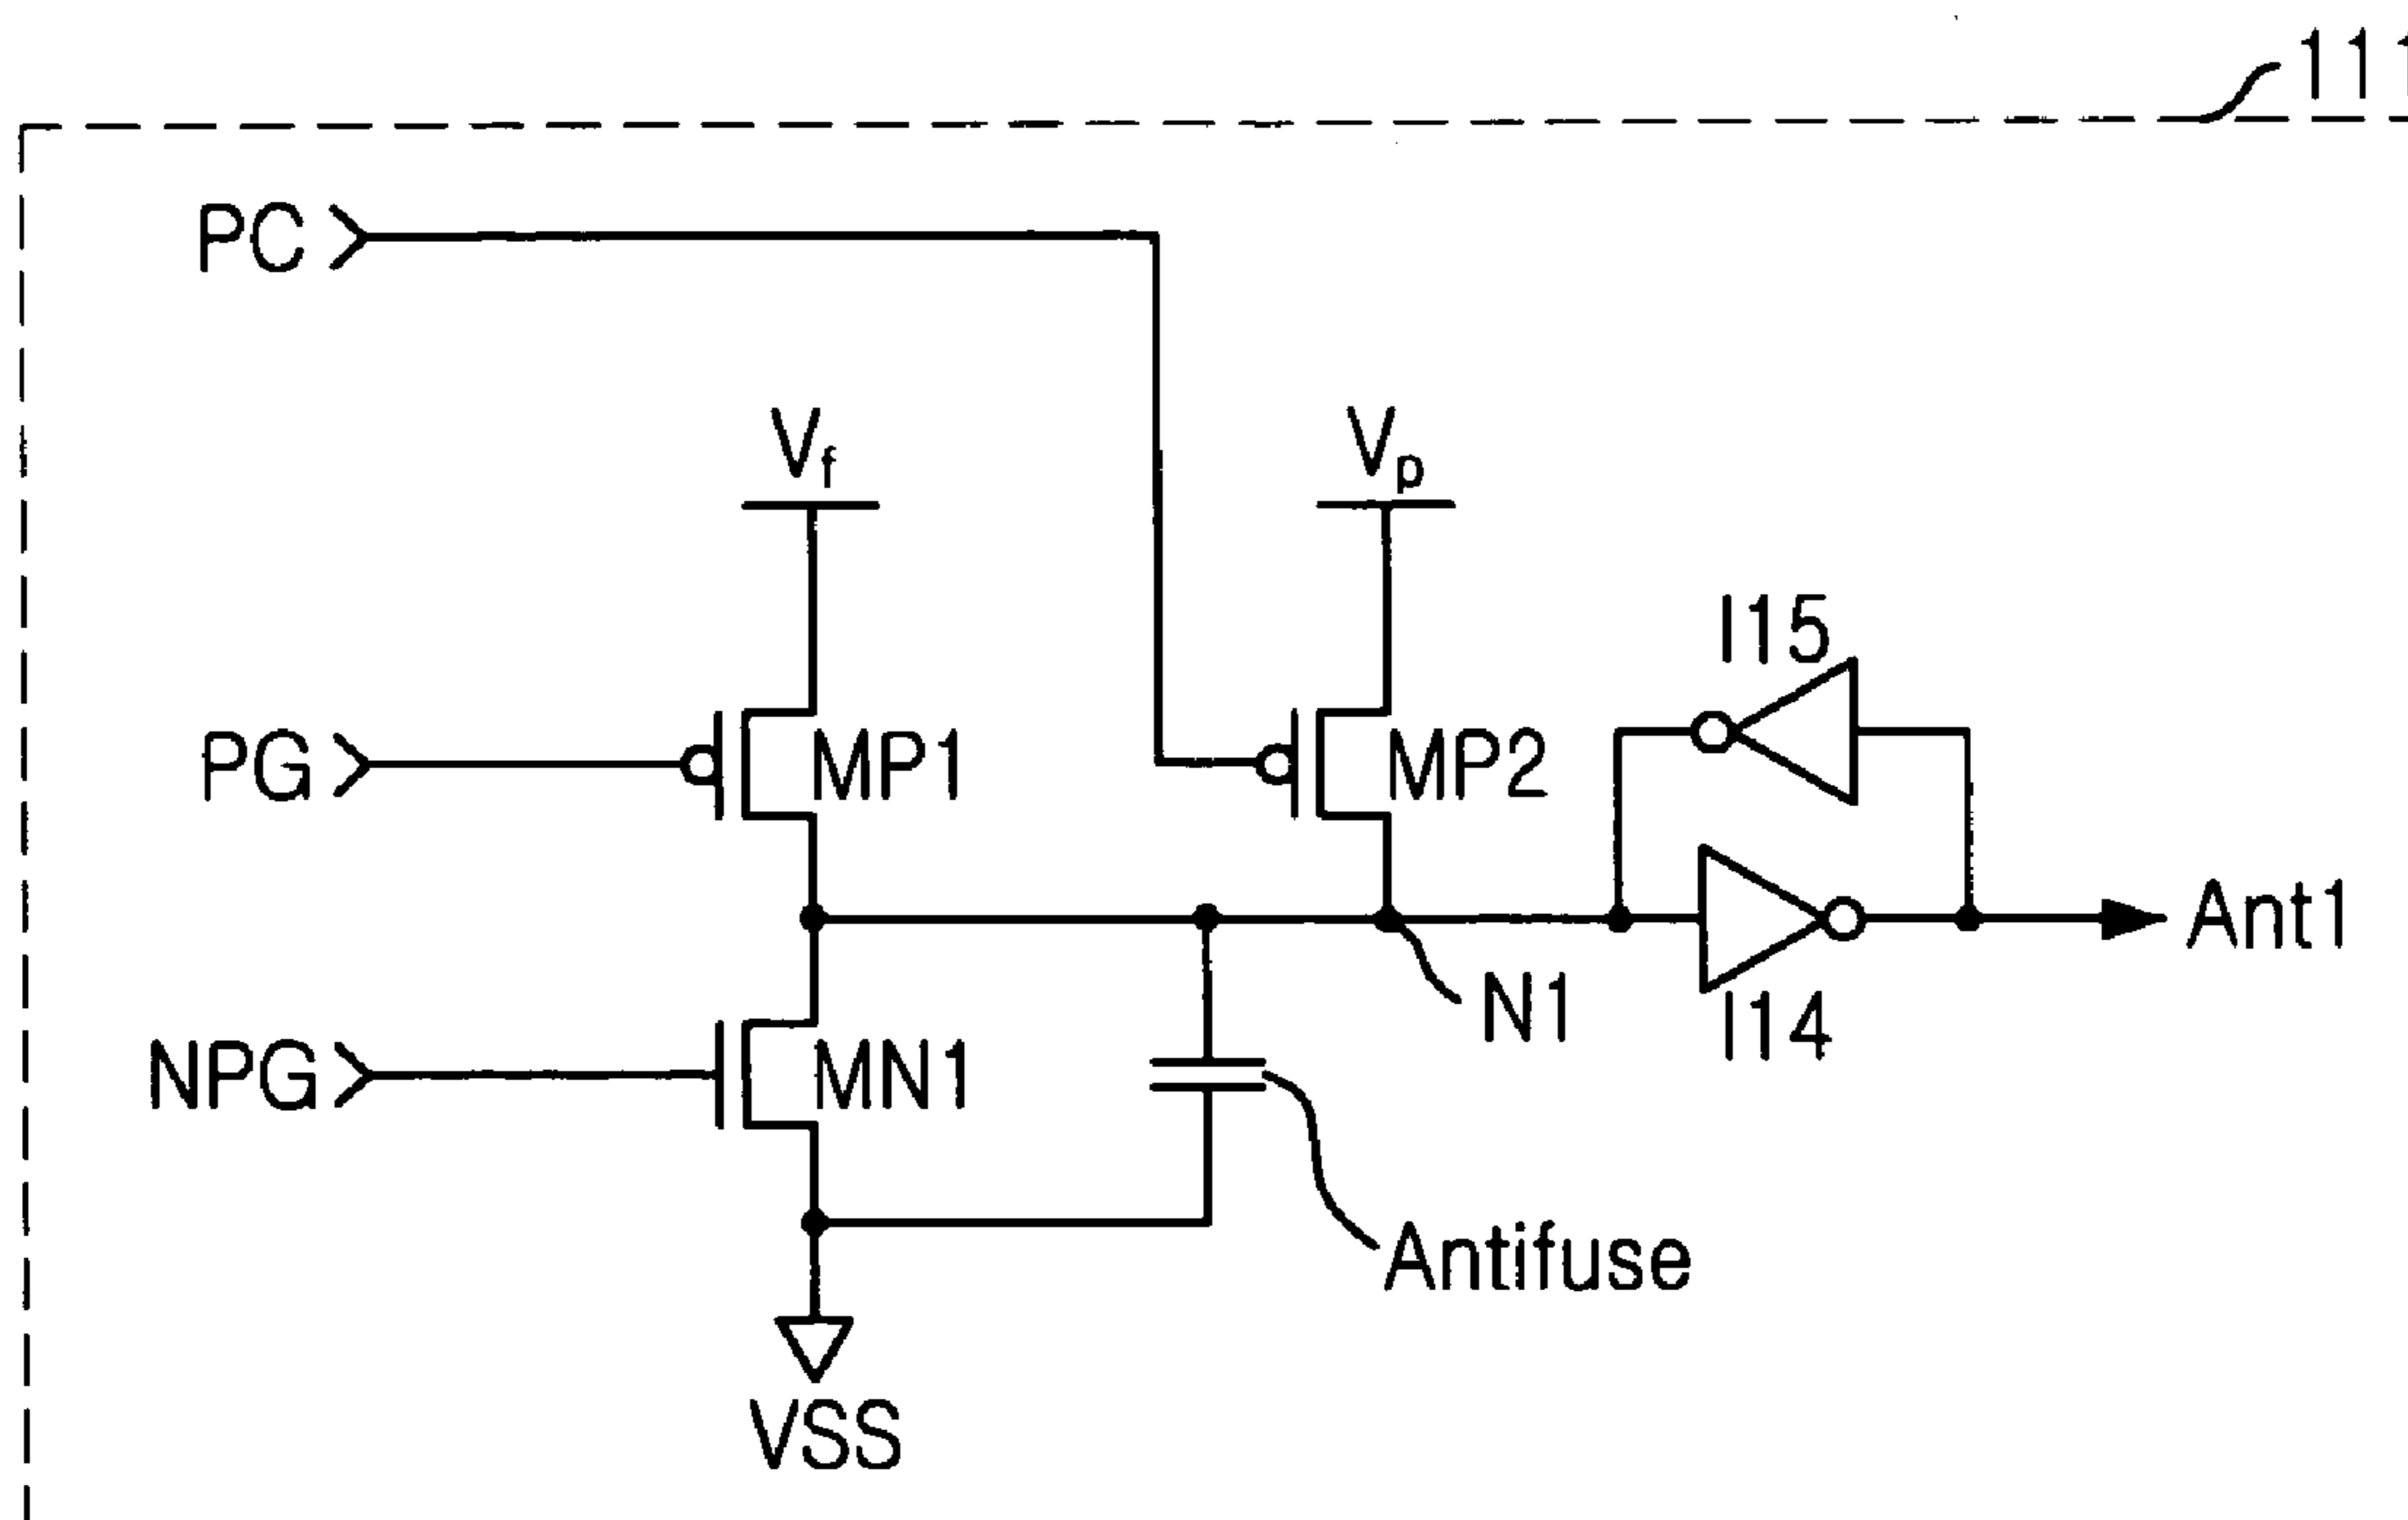 111
PC
Vf
Vp
I15
PG
MP1
MP2
Ant1
N1
I14
NPG
MN1
Antifuse
VSS